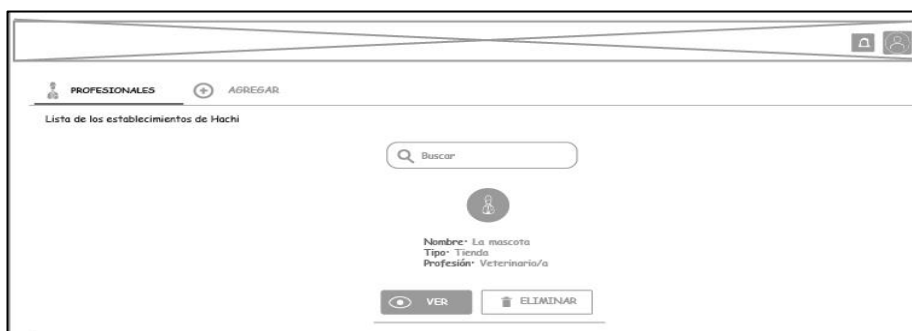 PROFESIONALES
AGREGAR
Lista de los establecimientos de Hachi
Buscar
Nombre: La mascota
Tipo: Tienda
Profesión: Veterinario/a
VER
ELIMINAR